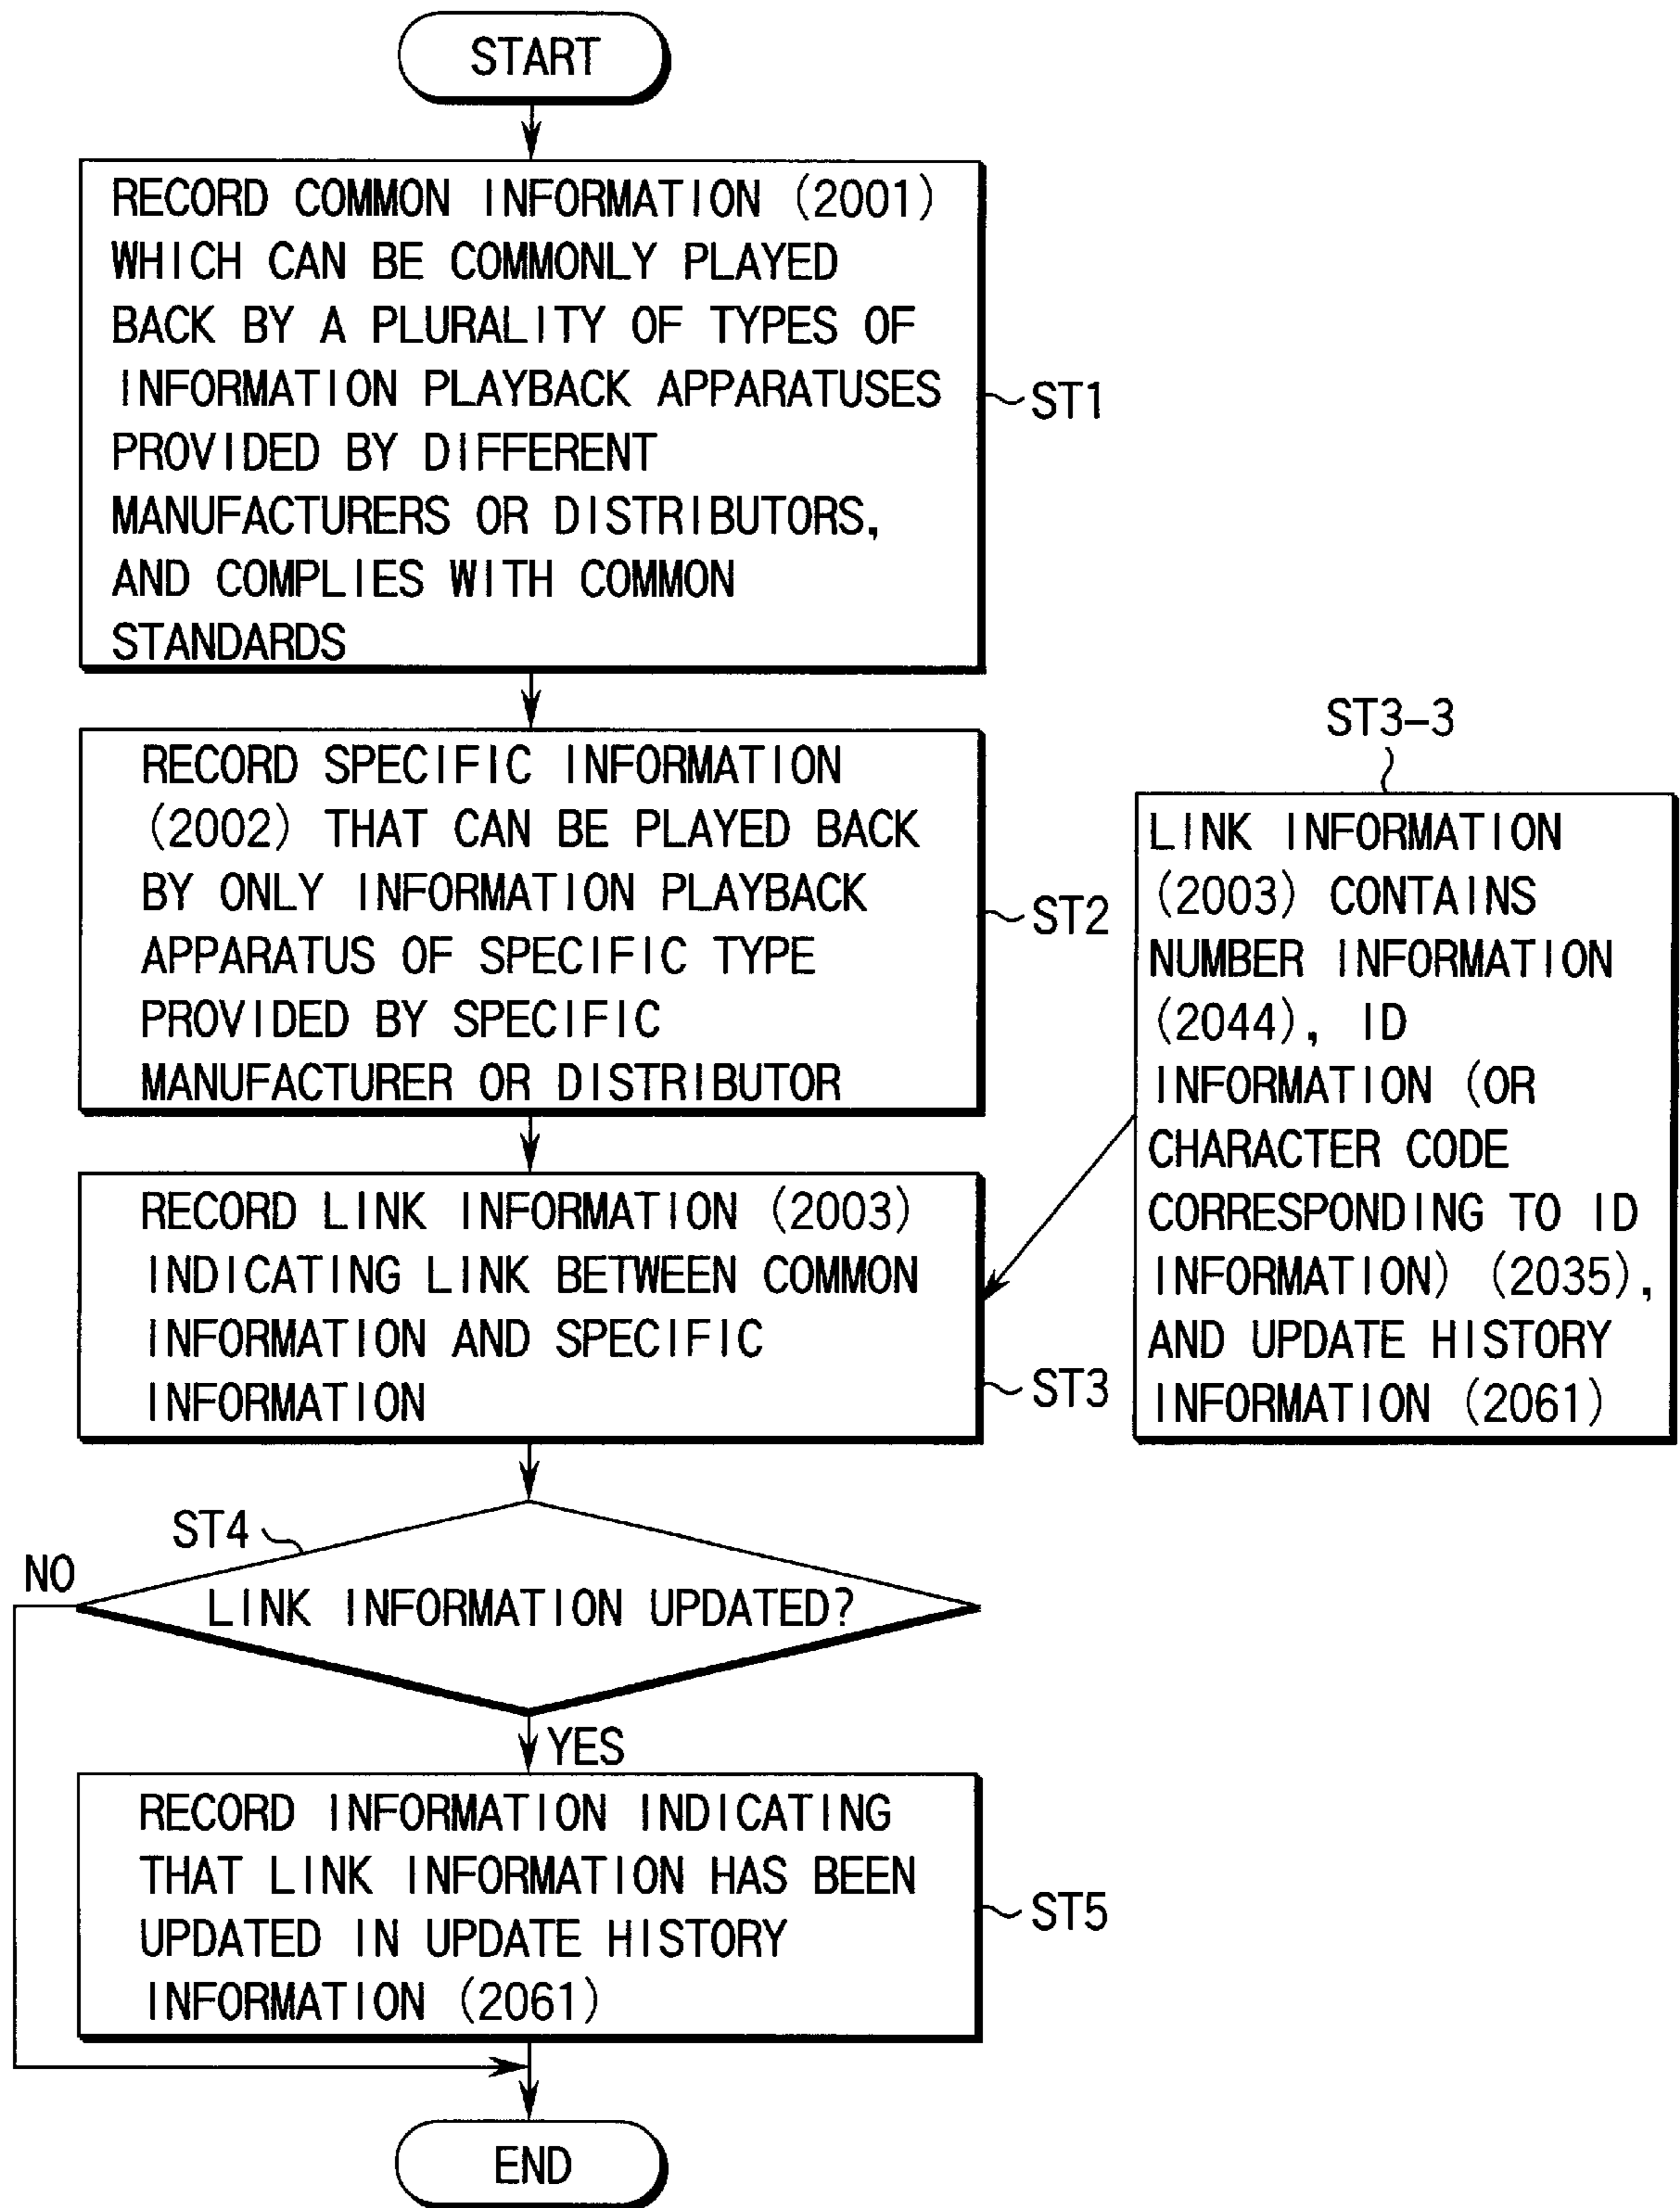 START
RECORD COMMON INFORMATION (2001)
WHICH CAN BE COMMONLY PLAYED
BACK BY A PLURALITY OF TYPES OF
INFORMATION PLAYBACK APPARATUSES
PROVIDED BY DIFFERENT
MANUFACTURERS OR DISTRIBUTORS,
AND COMPLIES WITH COMMON
STANDARDS
ST1
RECORD SPECIFIC INFORMATION
(2002) THAT CAN BE PLAYED BACK
BY ONLY INFORMATION PLAYBACK
APPARATUS OF SPECIFIC TYPE
PROVIDED BY SPECIFIC
MANUFACTURER OR DISTRIBUTOR
ST2
ST3-3
LINK INFORMATION
(2003) CONTAINS
NUMBER INFORMATION
(2044), ID
INFORMATION (OR
CHARACTER CODE
CORRESPONDING TO ID
INFORMATION) (2035),
AND UPDATE HISTORY
INFORMATION (2061)
RECORD LINK INFORMATION (2003)
INDICATING LINK BETWEEN COMMON
INFORMATION AND SPECIFIC
INFORMATION
ST3
ST4
NO
LINK INFORMATION UPDATED?
YES
RECORD INFORMATION INDICATING
THAT LINK INFORMATION HAS BEEN
UPDATED IN UPDATE HISTORY
INFORMATION (2061)
ST5
END